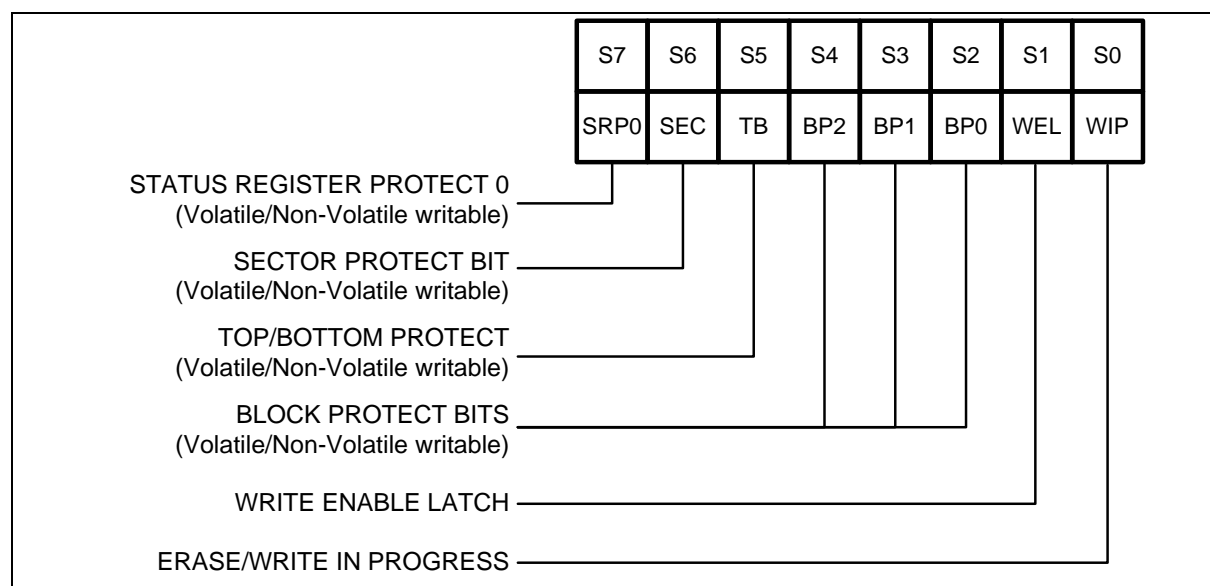 S7 S6 S5 S4 S3 S2 S1 S0
SRP0 SEC TB BP2 BP1 BP0 WEL WIP
STATUS REGISTER PROTECT 0
(Volatile/Non-Volatile writable)
SECTOR PROTECT BIT
(Volatile/Non-Volatile writable)
TOP/BOTTOM PROTECT
(Volatile/Non-Volatile writable)
BLOCK PROTECT BITS
(Volatile/Non-Volatile writable)
WRITE ENABLE LATCH
ERASE/WRITE IN PROGRESS